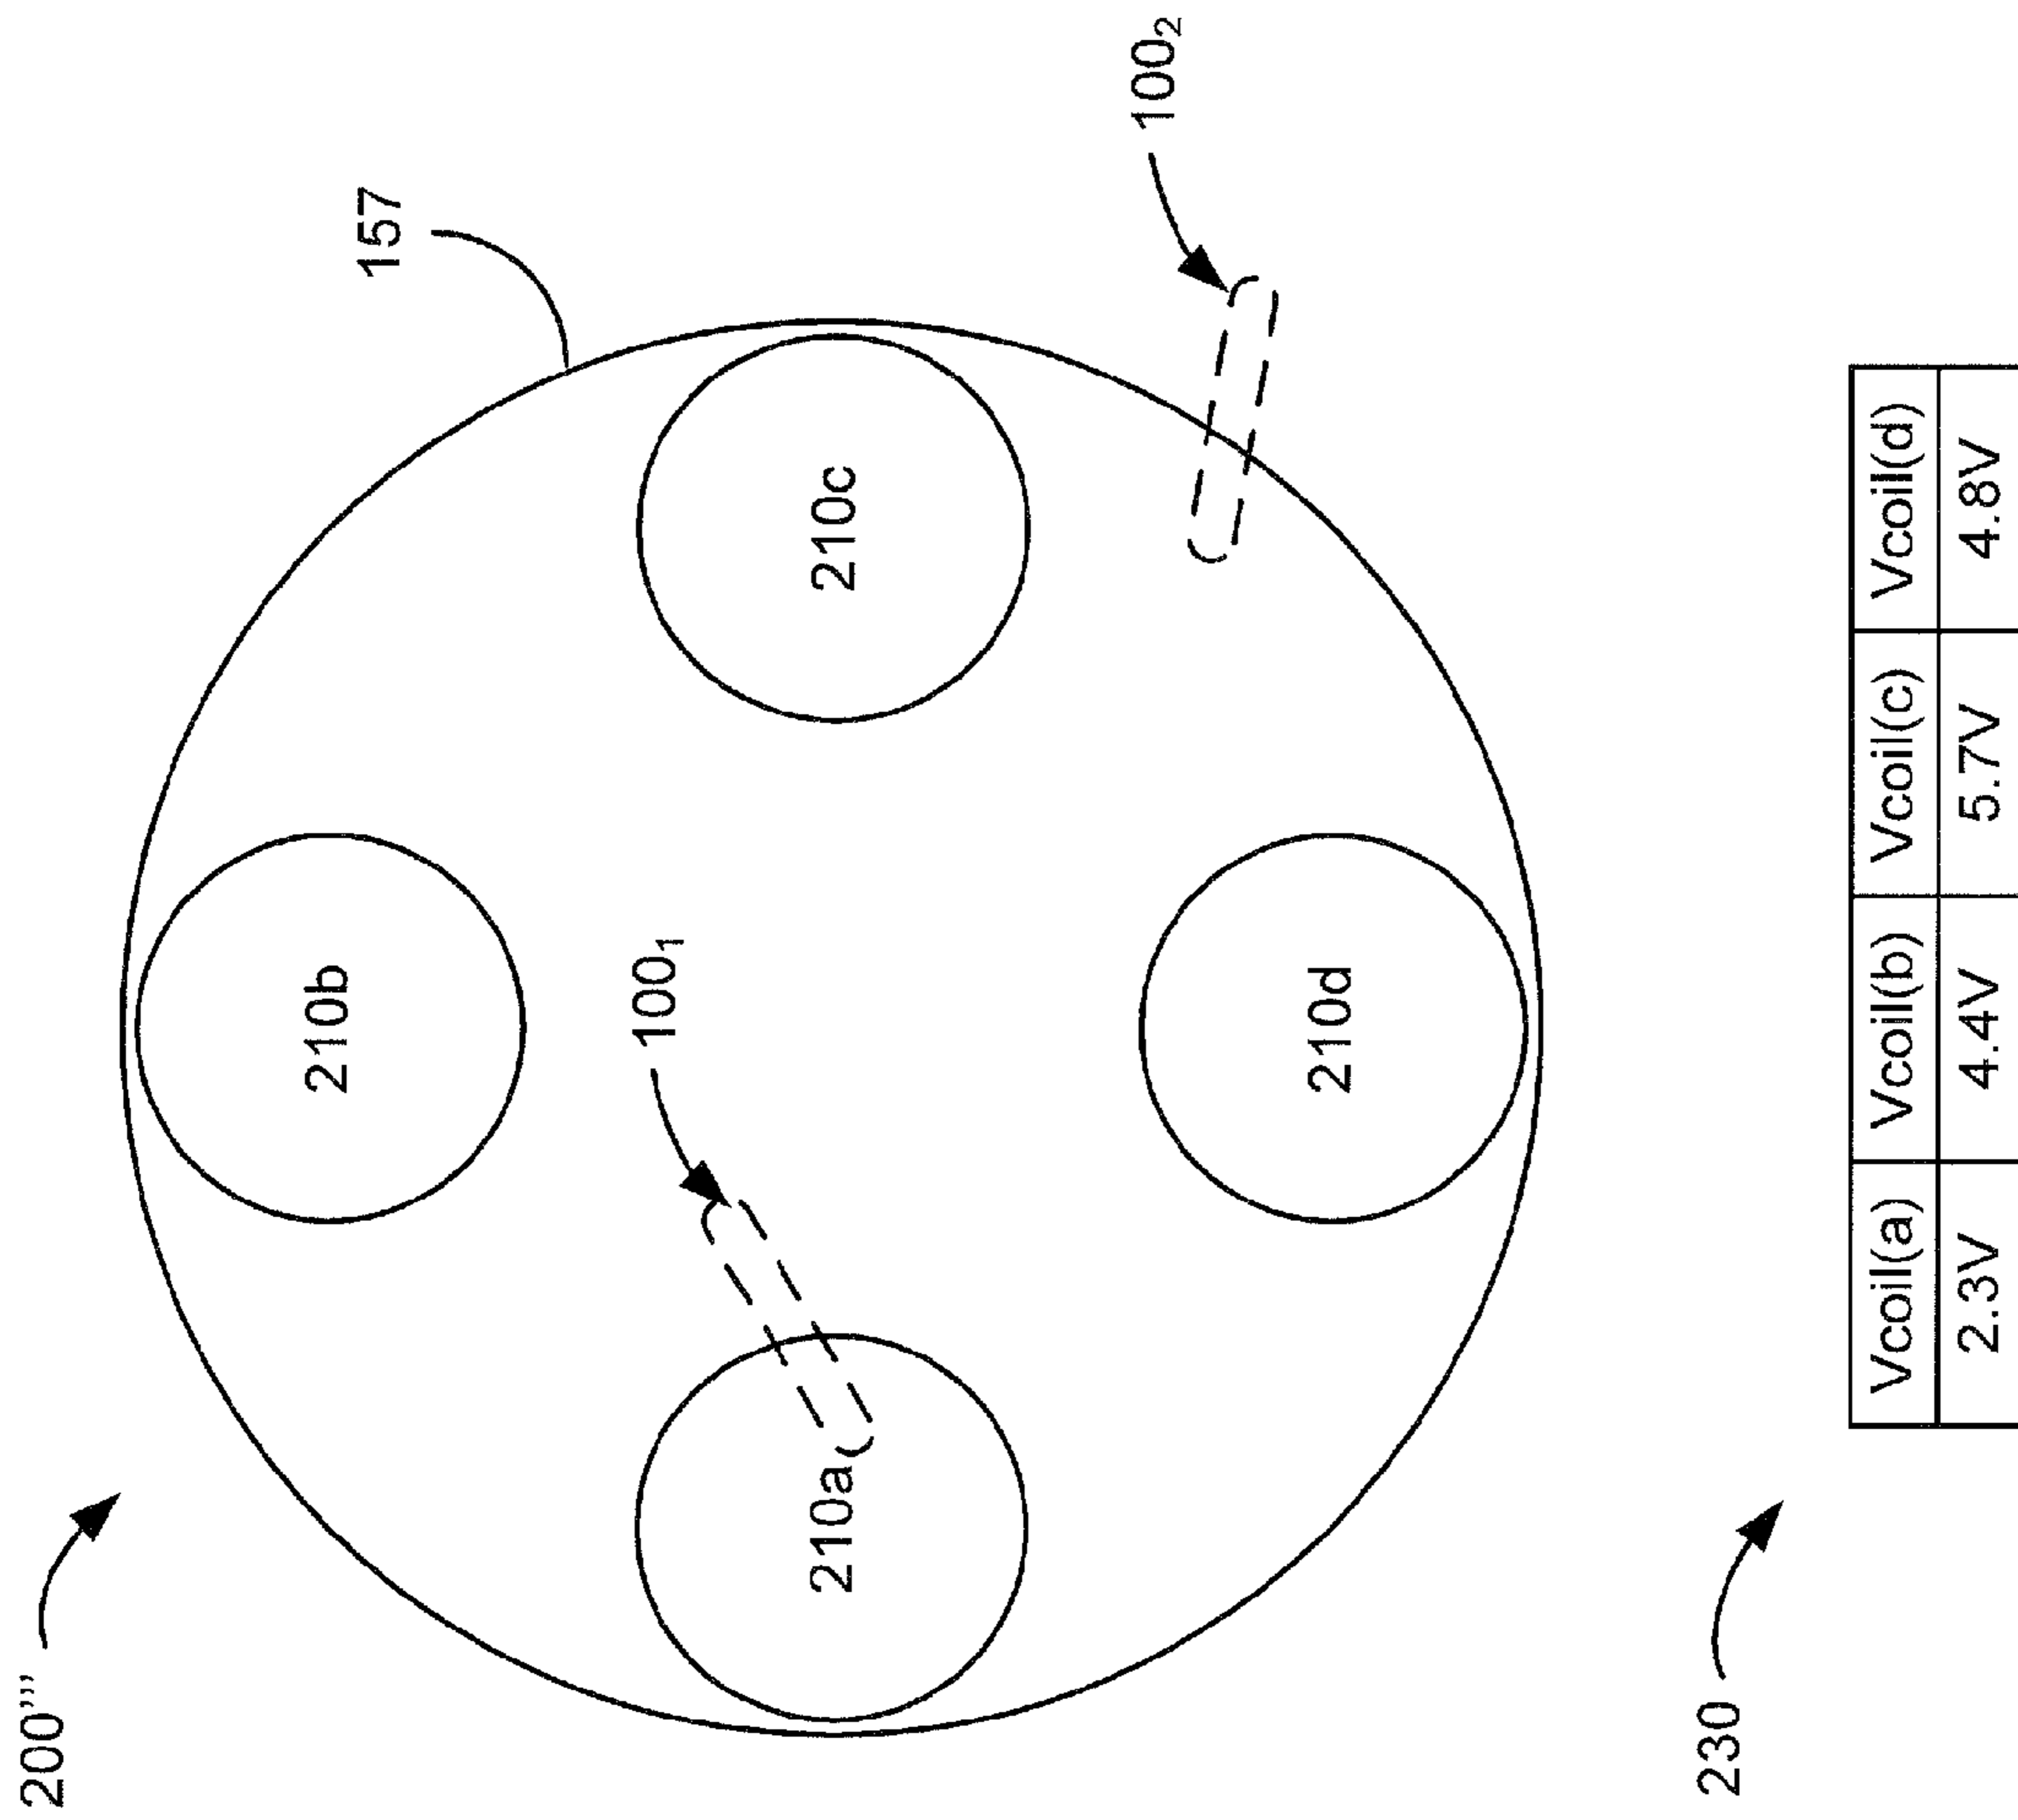 200'''
210b
157
100₁
210a
210c
100₂
210d
230
Vcoil(a) Vcoil(b) Vcoil(c) Vcoil(d)
2.3V 4.4V 5.7V 4.8V